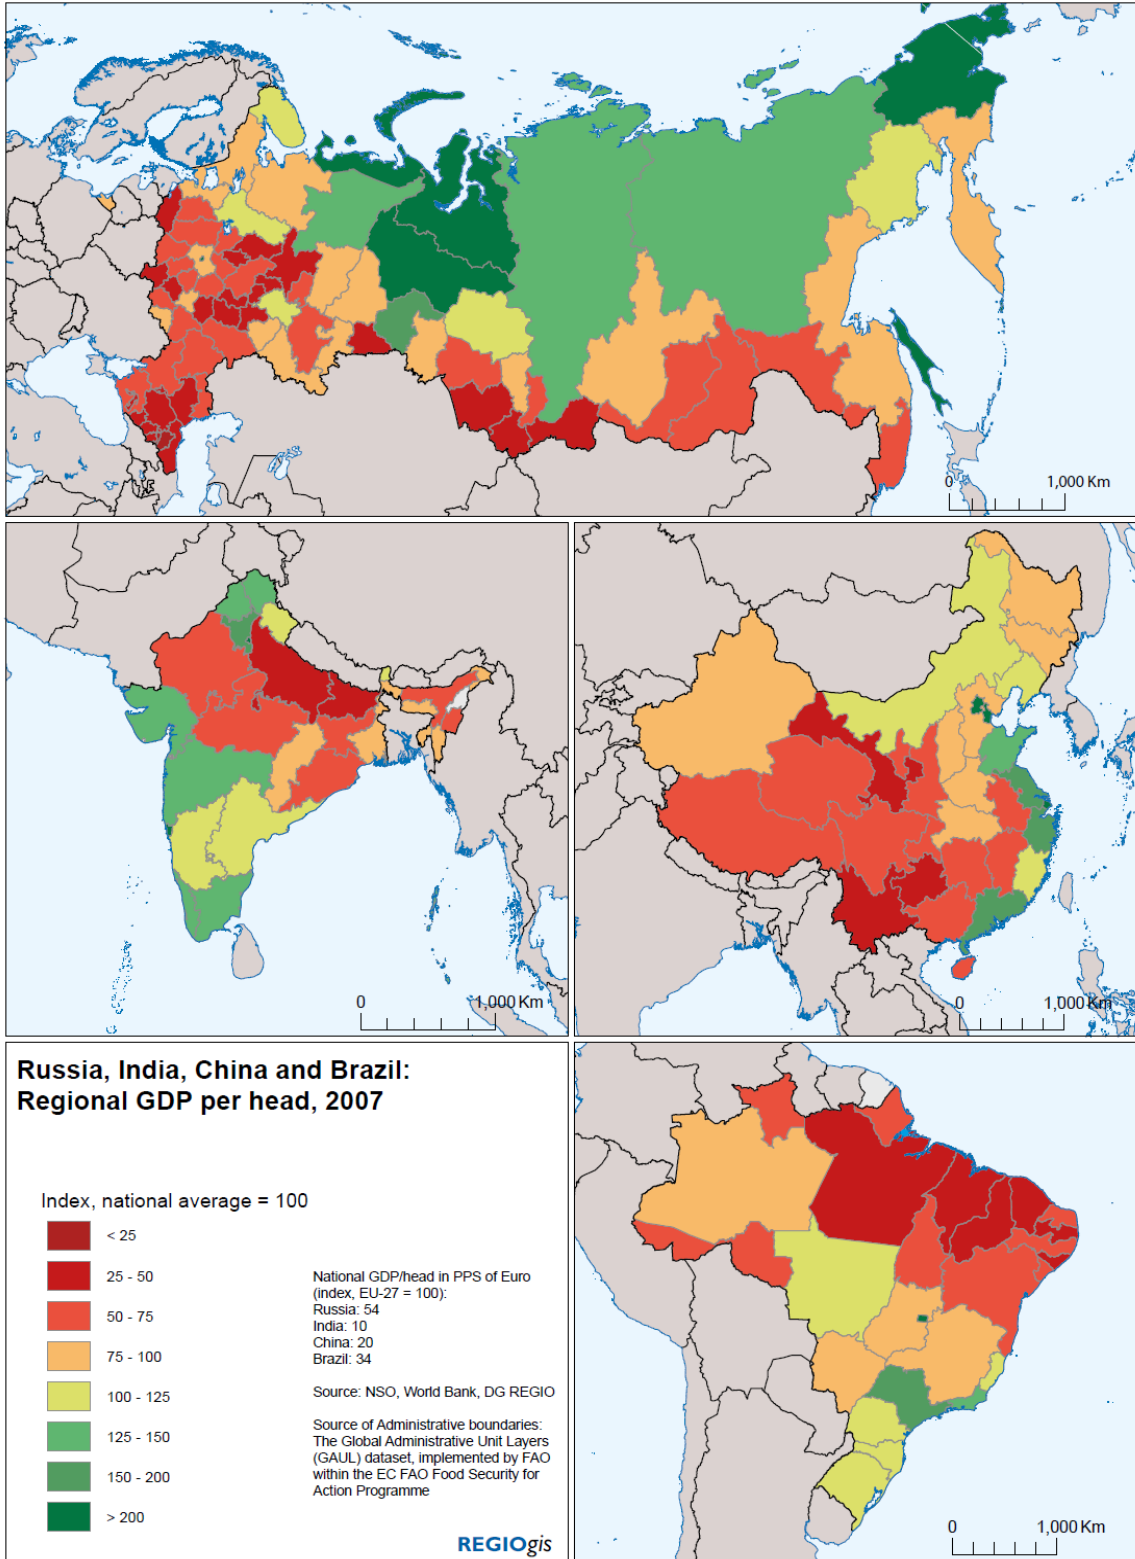 0 1,000 Km
0 1,000 Km
0 1,000 Km
Russia, India, China and Brazil:
Regional GDP per head, 2007
Index, national average = 100
< 25
25 - 50
50 - 75
75 - 100
100 - 125
125 - 150
150 - 200
> 200
National GDP/head in PPS of Euro
(index, EU-27 = 100):
Russia: 54
India: 10
China: 20
Brazil: 34
Source: NSO, World Bank, DG REGIO
Source of Administrative boundaries:
The Global Administrative Unit Layers
(GAUL) dataset, implemented by FAO
within the EC FAO Food Security for
Action Programme
REGIOgis
0 1,000 Km